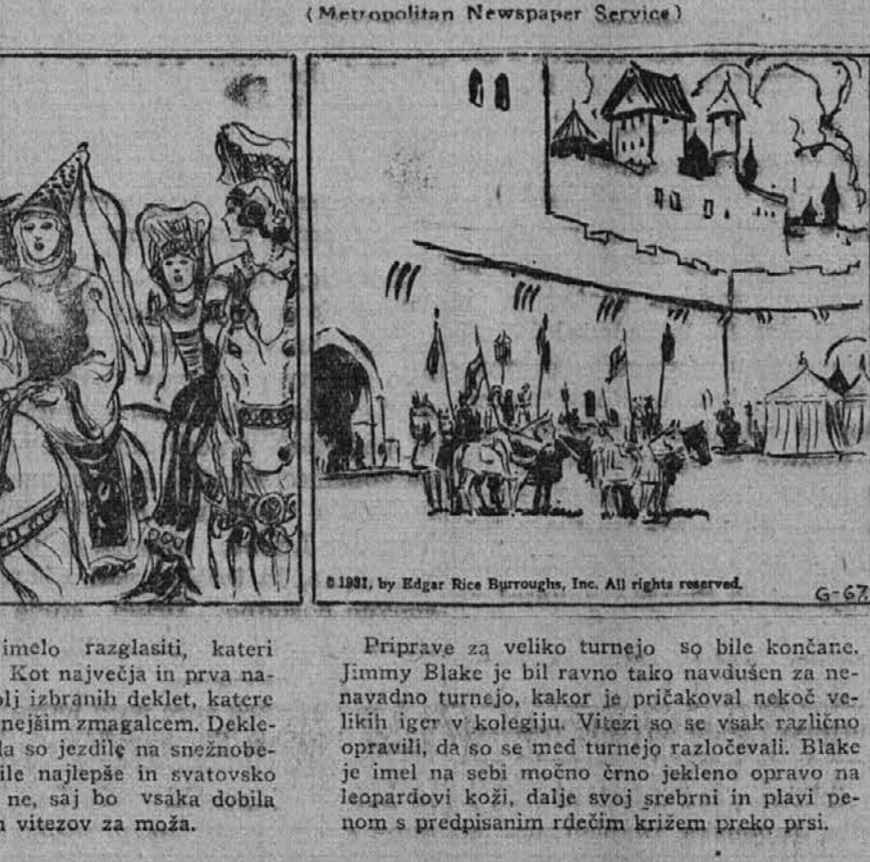 (Metropolitan Newspaper Service)
© 1931, by Edgar Rice Burroughs, Inc. All rights reserved.
G-67
imelo razglasiti, kateri
Kot največja in prva na-
olj izbranih deklet, katere
nejšim zmagalcem. Dekle-
la so jezdile na snežnobe-
ile najlepše in svatovsko
ne, saj bo vsaka dobila
vitezov za moža.
Priprave za veliko turnejo so bile končane.
Jimmy Blake je bil ravno tako navdušen za ne-
navadno turnejo, kakor je pričakoval nekoč ve-
likih iger v kolegiju. Vitezi so se vsak različno
opravili, da so se med turnejo razločevali. Blake
je imel na sebi močno črno jekleno opravo na
leopardovi koži, dalje svoj srebrni in plavi pe-
nom s predpisanim rdečim križem preko prsi.